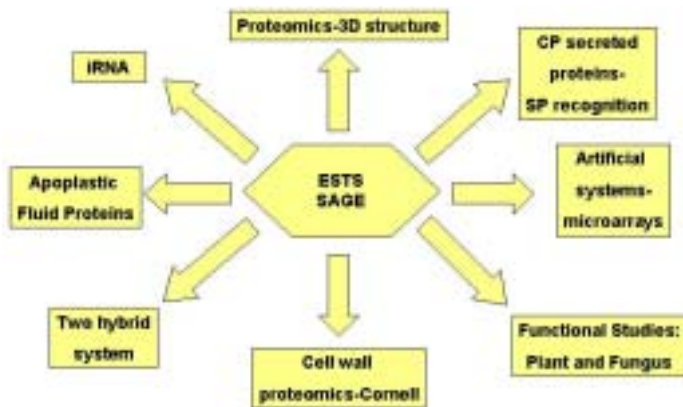 Proteomics-3D structure
iRNA
CP secreted
proteins-
SP recognition
ESTS
SAGE
Apoplastic
Fluid Proteins
Artificial
systems-
microarrays
Two hybrid
system
Cell wall
proteomics-Cornell
Functional Studies:
Plant and Fungus